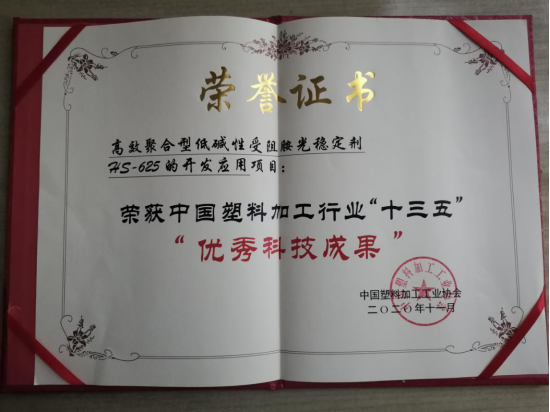 荣誉证书
高效聚合型低碱性受阻胺光稳定剂
HS-625的开发应用项目：
荣获中国塑料加工行业“十三五”
“优秀科技成果”
中国塑料加工工业协会
二〇二〇年十一月